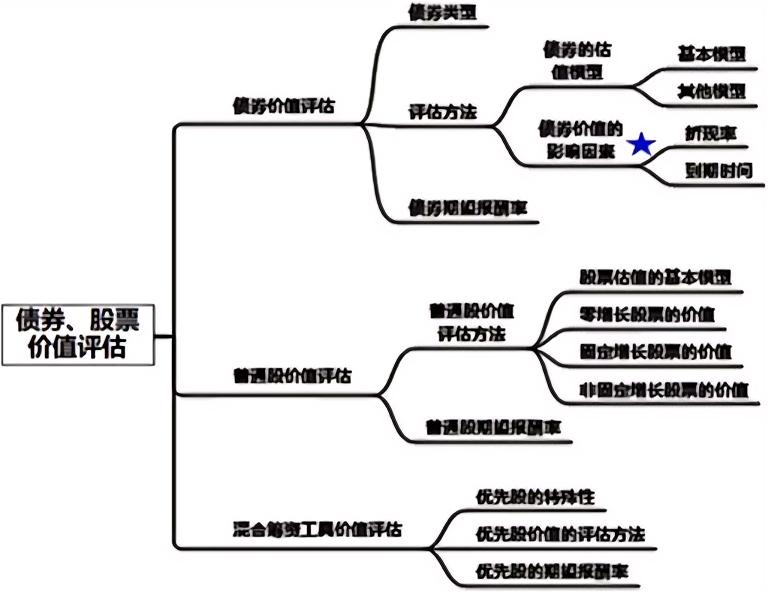 债券、股票
价值评估
债券价值评估
债券类型
评估方法
债券的估
值模型
基本模型
其他模型
债券价值的
影响因素
折现率
到期时间
债券期望报酬率
普通股价值评估
普通股价值
评估方法
股票估值的基本模型
零增长股票的价值
固定增长股票的价值
非固定增长股票的价值
普通股期望报酬率
混合筹资工具价值评估
优先股的特殊性
优先股价值的评估方法
优先股的期望报酬率